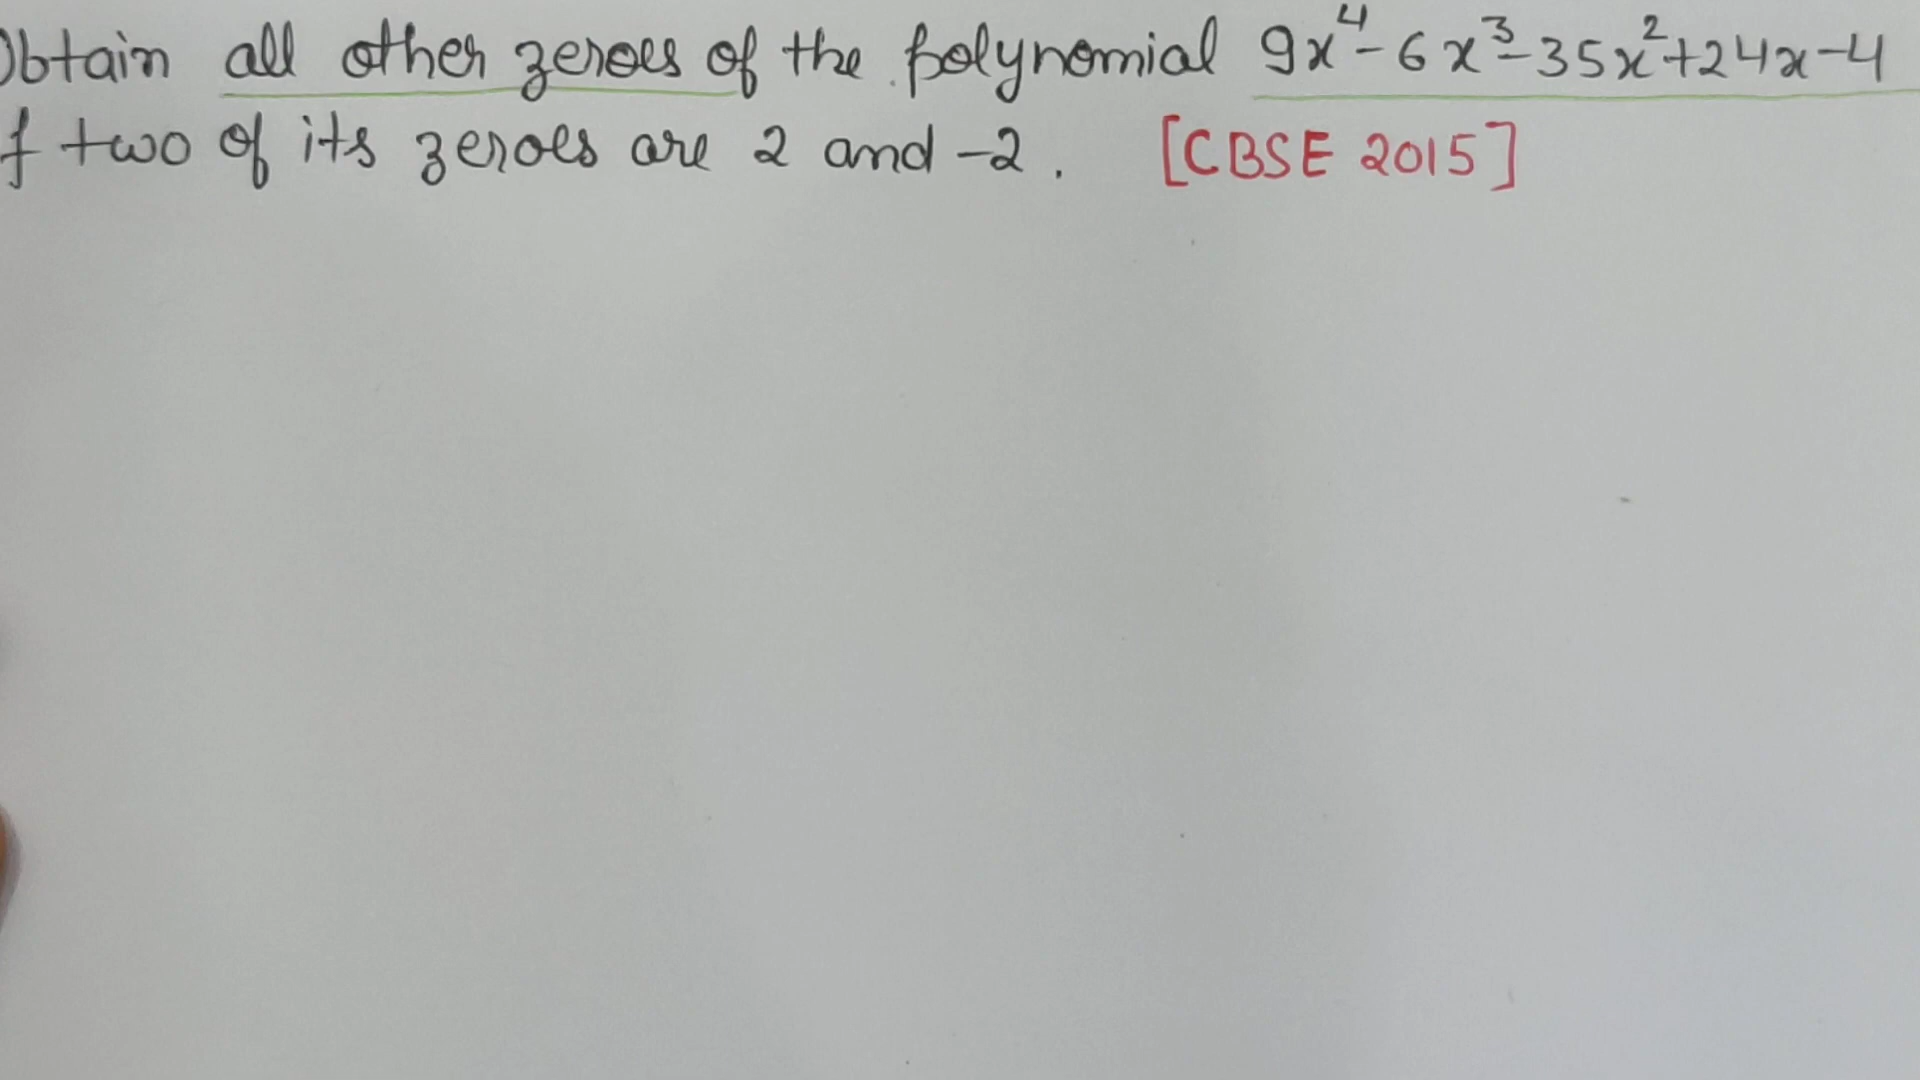 Obtain all other zeroes of the polynomial 9x⁴-6x³-35x²+24x-4
f two of its zeroes are 2 and -2. [CBSE 2015]